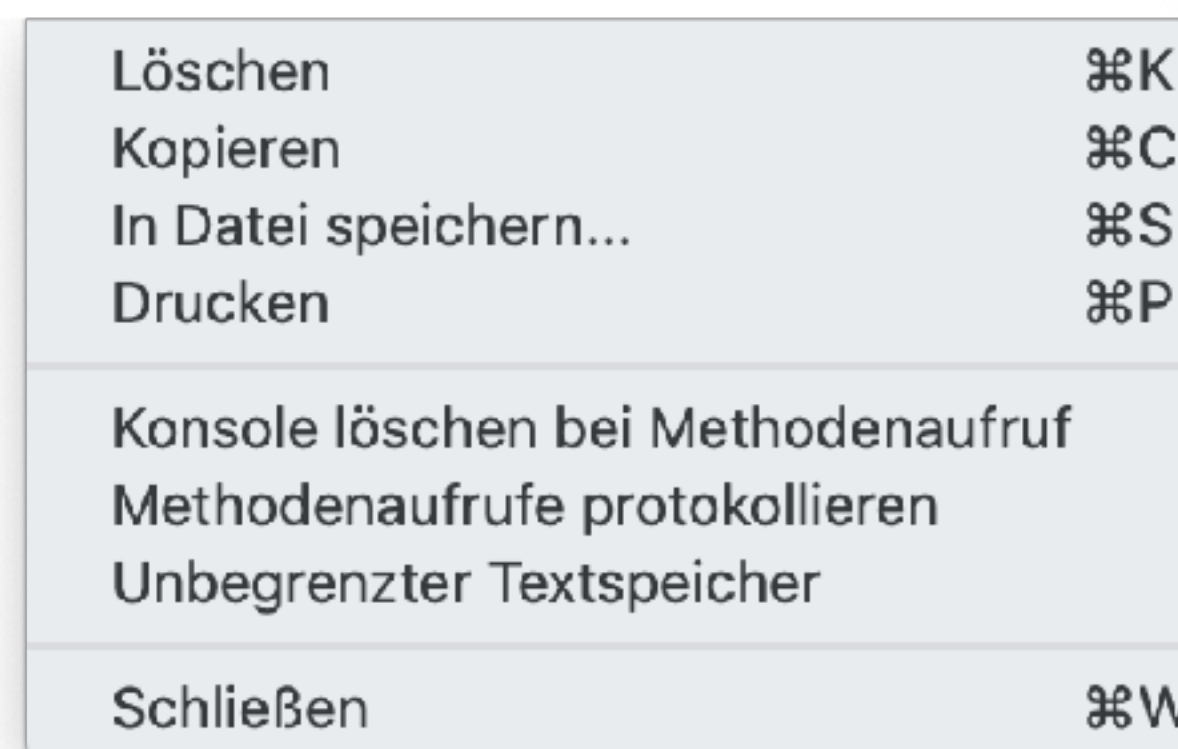 Löschen ⌘K
Kopieren ⌘C
In Datei speichern... ⌘S
Drucken ⌘P
Konsole löschen bei Methodenaufruf
Methodenaufrufe protokollieren
Unbegrenzter Textspeicher
Schließen ⌘W